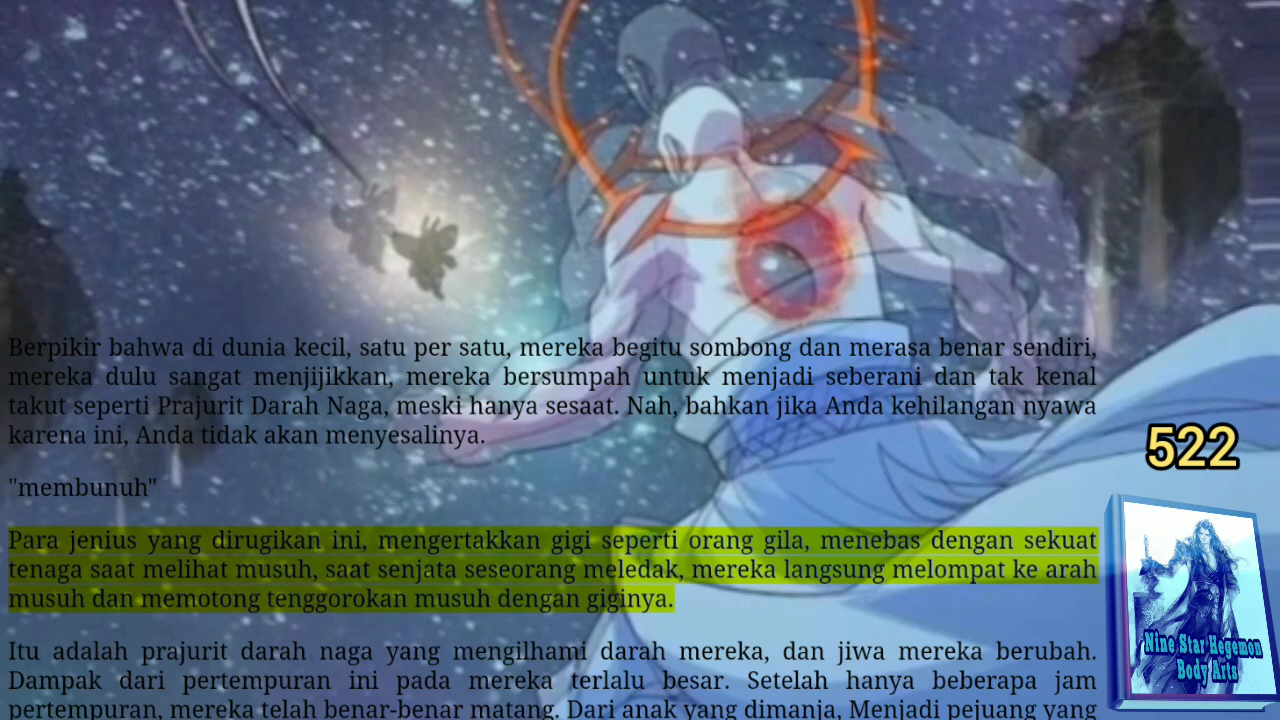 Berpikir bahwa di dunia kecil, satu per satu, mereka begitu sombong dan merasa benar sendiri,
mereka dulu sangat menjijikkan, mereka bersumpah untuk menjadi seberani dan tak kenal
takut seperti Prajurit Darah Naga, meski hanya sesaat. Nah, bahkan jika Anda kehilangan nyawa
karena ini, Anda tidak akan menyesalinya.
"membunuh"
Para jenius yang dirugikan ini, mengertakkan gigi seperti orang gila, menebas dengan sekuat
tenaga saat melihat musuh, saat senjata seseorang meledak, mereka langsung melompat ke arah
musuh dan memotong tenggorokan musuh dengan giginya.
Itu adalah prajurit darah naga yang mengilhami darah mereka, dan jiwa mereka berubah.
Dampak dari pertempuran ini pada mereka terlalu besar. Setelah hanya beberapa jam
pertempuran, mereka telah benar-benar matang. Dari anak yang dimanja, Menjadi pejuang yang
522
Nine Star Hegemon
Body Arts